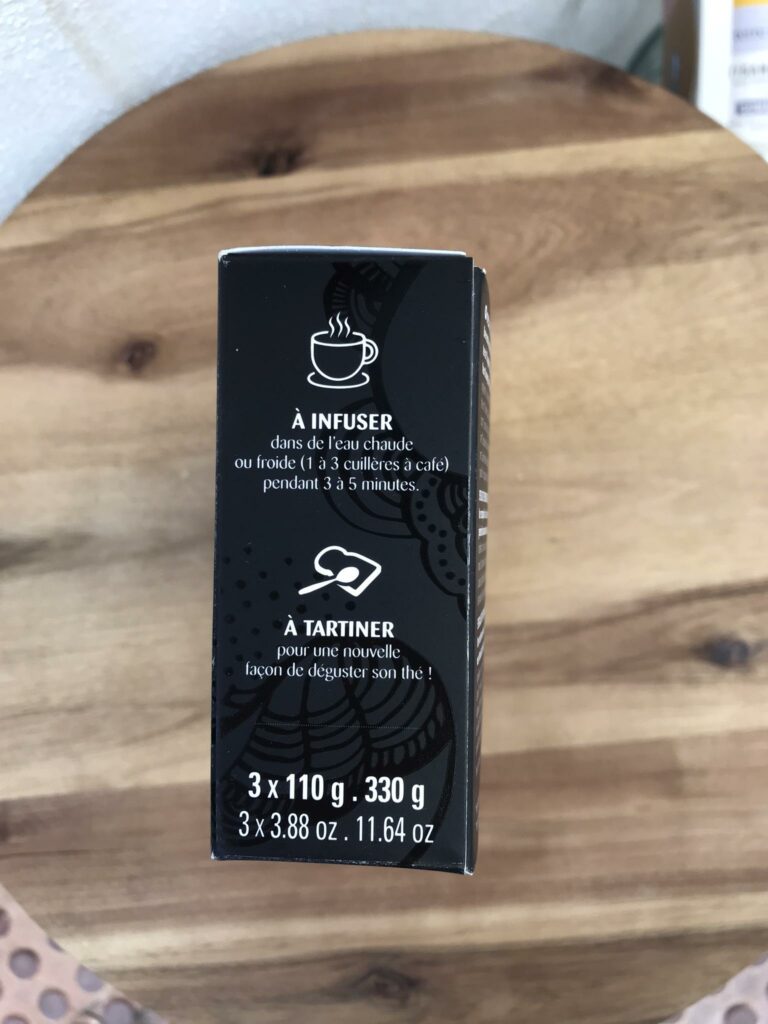 À INFUSER
dans de l'eau chaude
ou froide (1 à 3 cuillères à café)
pendant 3 à 5 minutes.
À TARTINER
pour une nouvelle
façon de déguster son thé !
3 x 110 g . 330 g
3 x 3.88 oz . 11.64 oz